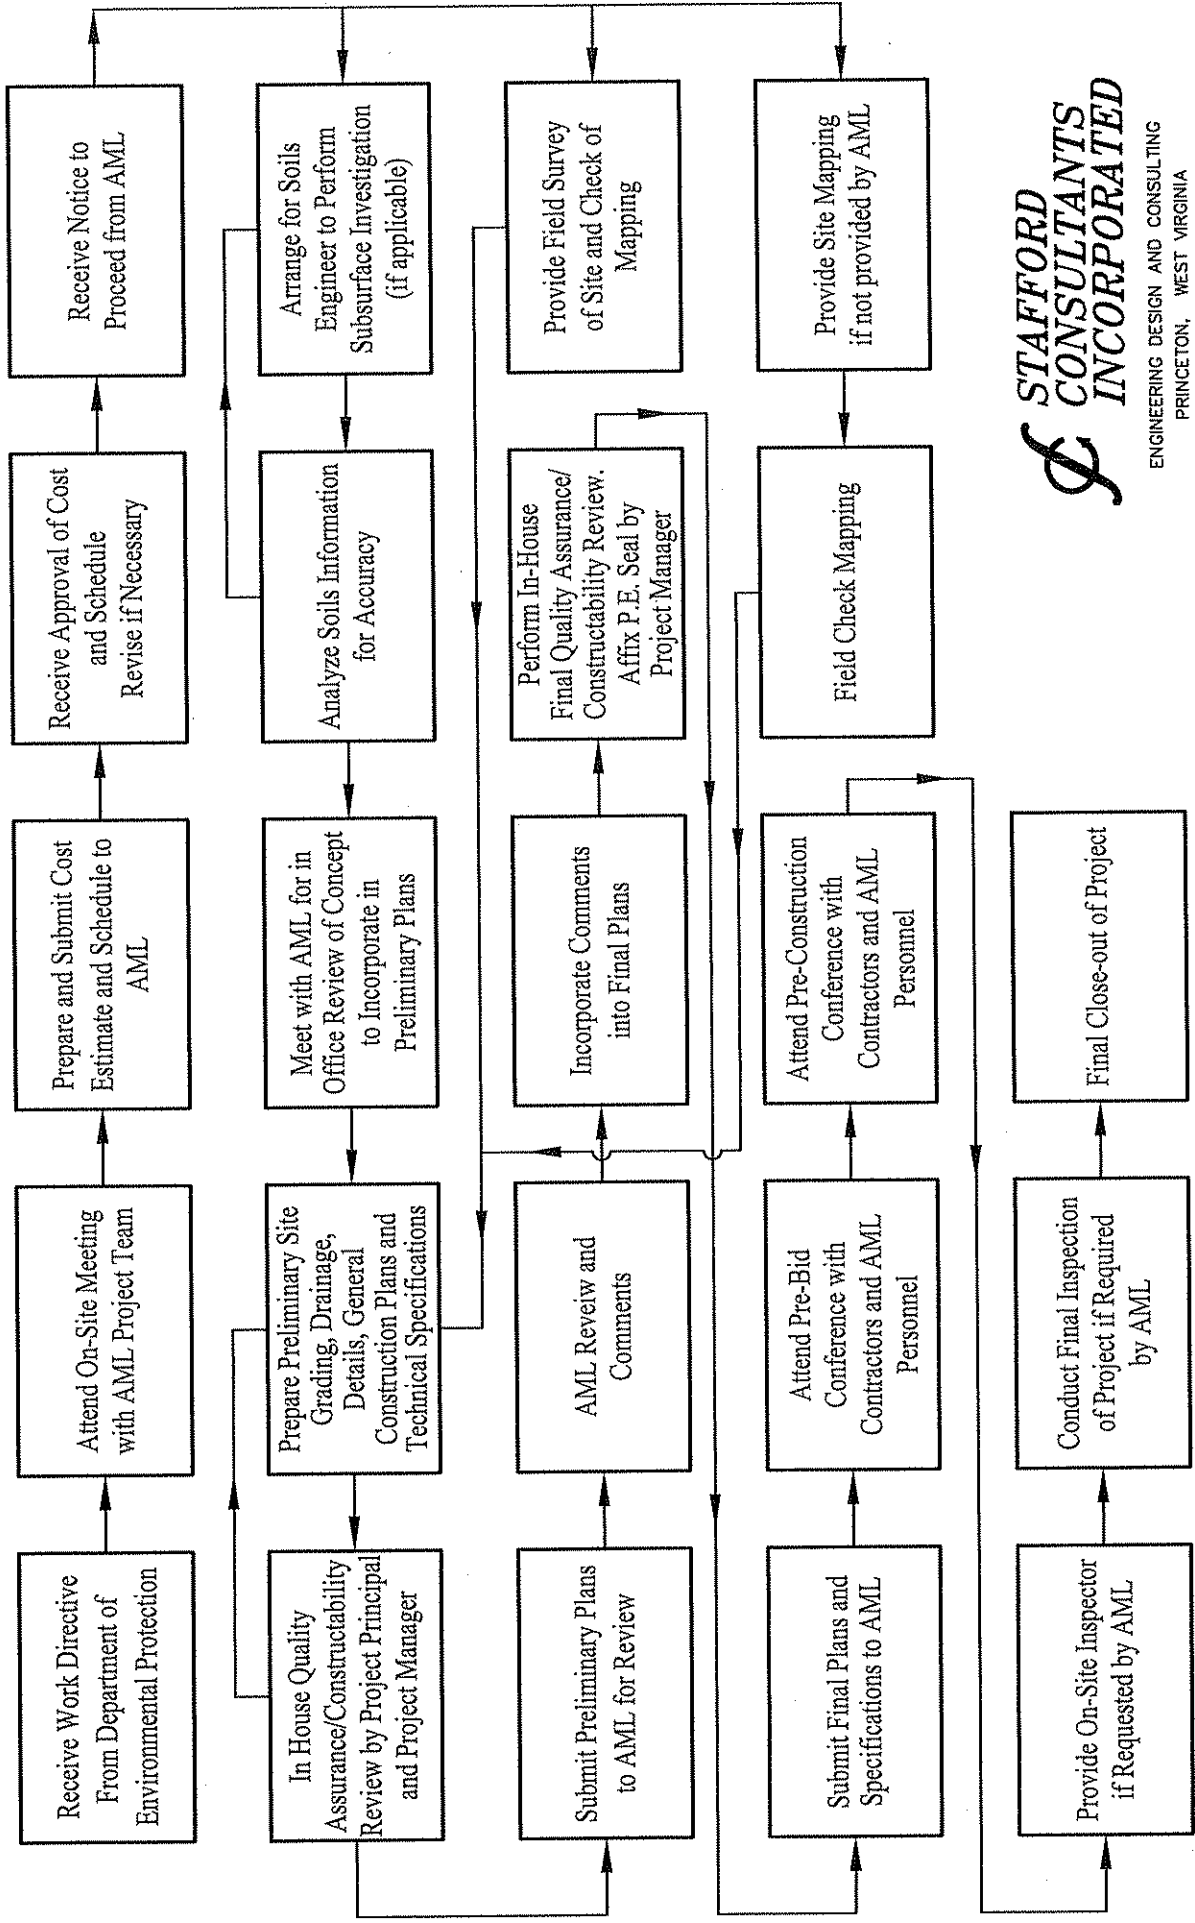 Receive Work Directive
From Department of
Environmental Protection
Attend On-Site Meeting
with AML Project Team
Prepare and Submit Cost
Estimate and Schedule to
AML
Receive Approval of Cost
and Schedule
Revise if Necessary
Receive Notice to
Proceed from AML
In House Quality
Assurance/Constructability
Review by Project Principal
and Project Manager
Prepare Preliminary Site
Grading, Drainage,
Details, General
Construction Plans and
Technical Specifications
Meet with AML for in
Office Review of Concept
to Incorporate in
Preliminary Plans
Analyze Soils Information
for Accuracy
Arrange for Soils
Engineer to Perform
Subsurface Investigation
(if applicable)
Submit Preliminary Plans
to AML for Review
AML Reveiw and
Comments
Incorporate Comments
into Final Plans
Perform In-House
Final Quality Assurance/
Constructability Review.
Affix P.E. Seal by
Project Manager
Provide Field Survey
of Site and Check of
Mapping
Submit Final Plans and
Specifications to AML
Attend Pre-Bid
Conference with
Contractors and AML
Personnel
Attend Pre-Construction
Conference with
Contractors and AML
Personnel
Field Check Mapping
Provide Site Mapping
if not provided by AML
Provide On-Site Inspector
if Requested by AML
Conduct Final Inspection
of Project if Required
by AML
Final Close-out of Project
STAFFORD
CONSULTANTS
INCORPORATED
ENGINEERING DESIGN AND CONSULTING
PRINCETON, WEST VIRGINIA